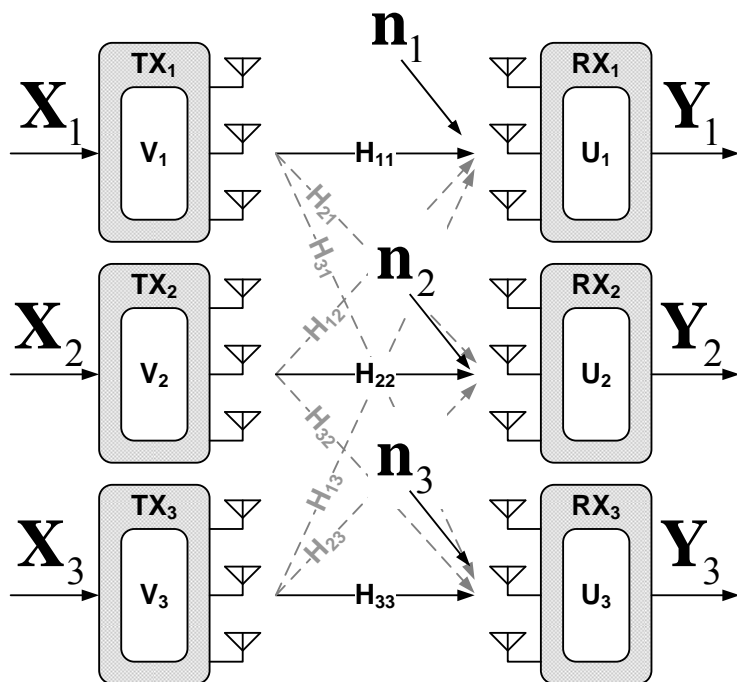 n₁
TX₁
RX₁
X₁
V₁
H₁₁
U₁
Y₁
H₂₁
H₃₁
n₂
TX₂
RX₂
X₂
H₁₂
V₂
H₂₂
U₂
Y₂
H₃₂
n₃
H₁₃
TX₃
RX₃
X₃
H₂₃
V₃
H₃₃
U₃
Y₃